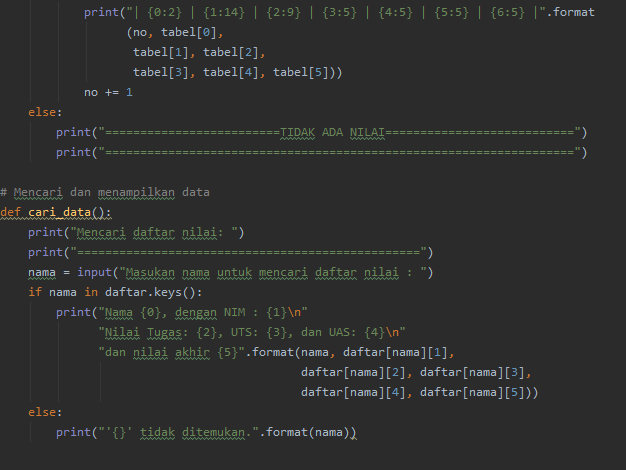 print("| {0:2} | {1:14} | {2:9} | {3:5} | {4:5} | {5:5} | {6:5} |".format
(no, tabel[0],
tabel[1], tabel[2],
tabel[3], tabel[4], tabel[5]))
no += 1
else:
print("=========================TIDAK ADA NILAI===========================")
print("===================================================================")
# Mencari dan menampilkan data
def cari_data():
print("Mencari daftar nilai: ")
print("=================================================")
nama = input("Masukan nama untuk mencari daftar nilai : ")
if nama in daftar.keys():
print("Nama {0}, dengan NIM : {1}\n"
"Nilai Tugas: {2}, UTS: {3}, dan UAS: {4}\n"
"dan nilai akhir {5}".format(nama, daftar[nama][1],
daftar[nama][2], daftar[nama][3],
daftar[nama][4], daftar[nama][5]))
else:
print("'{}' tidak ditemukan.".format(nama))